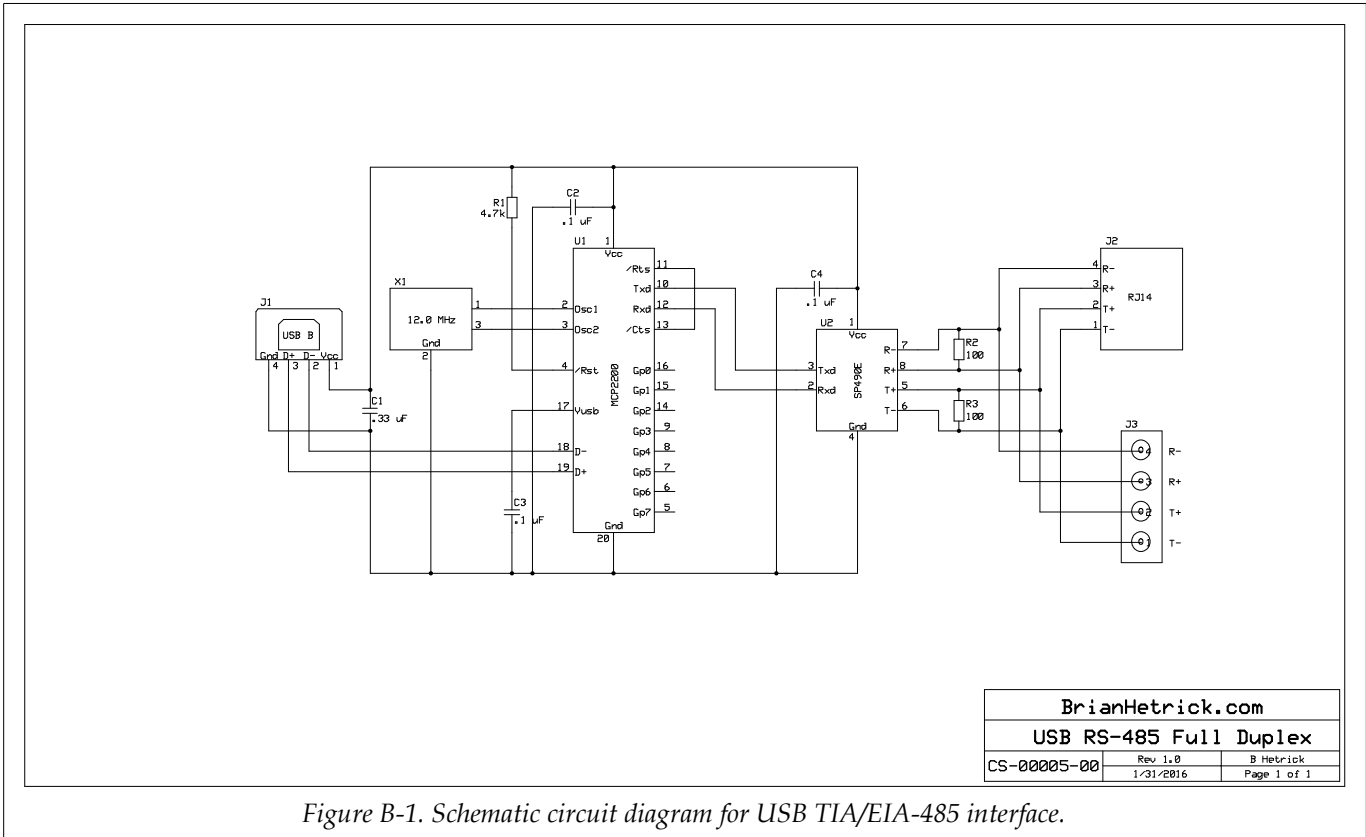 C2
.1 uF
R1
4.7k
U1
1
Vcc
/Rts
11
Txd
10
Rxd
12
/Cts
13
2
Osc1
3
Osc2
4
/Rst
17
Vusb
18
D-
19
D+
Gp0
16
Gp1
15
Gp2
14
Gp3
9
Gp4
8
Gp5
7
Gp6
6
Gp7
5
MCP2200
Gnd
20
X1
12.0 MHz
1
3
Gnd
2
J1
USB B
Gnd D+ D- Vcc
4 3 2 1
C1
.33 uF
C3
.1 uF
C4
.1 uF
U2
1
Vcc
3
Txd
2
Rxd
SP490E
R-
7
R+
8
T+
5
T-
6
Gnd
4
R2
100
R3
100
J2
4
R-
3
R+
2
T+
1
T-
RJ14
J3
4
R-
3
R+
2
T+
1
T-
BrianHetrick.com
USB RS-485 Full Duplex
CS-00005-00
Rev 1.0
B Hetrick
1/31/2016
Page 1 of 1
Figure B-1. Schematic circuit diagram for USB TIA/EIA-485 interface.